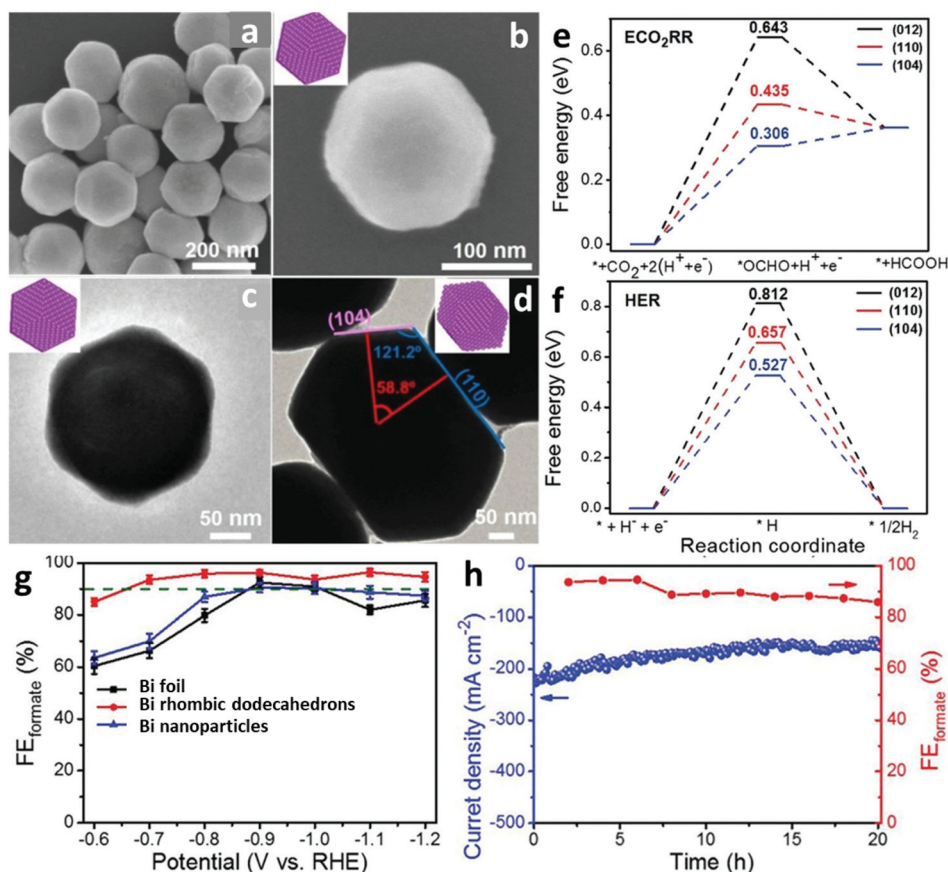 a
200 nm
b
100 nm
c
50 nm
d
(104)
121.2°
58.8°
(110)
50 nm
e
ECO2RR
(012)
(110)
(104)
0.643
0.435
0.306
0.6
0.4
0.2
0.0
Free energy (eV)
*+CO2+2(H+ +e-)
*OCHO+H+ +e-
*+HCOOH
f
HER
(012)
(110)
(104)
0.812
0.657
0.527
0.8
0.6
0.4
0.2
0.0
Free energy (eV)
* + H- + e-
* H
* 1/2H2
Reaction coordinate
g
100
80
60
40
20
0
FEformate (%)
Bi foil
Bi rhombic dodecahedrons
Bi nanoparticles
-0.6 -0.7 -0.8 -0.9 -1.0 -1.1 -1.2
Potential (V vs. RHE)
h
0
-100
-200
-300
-400
-500
Curret density (mA cm-2)
100
80
60
40
20
0
FEformate (%)
0 5 10 15 20
Time (h)